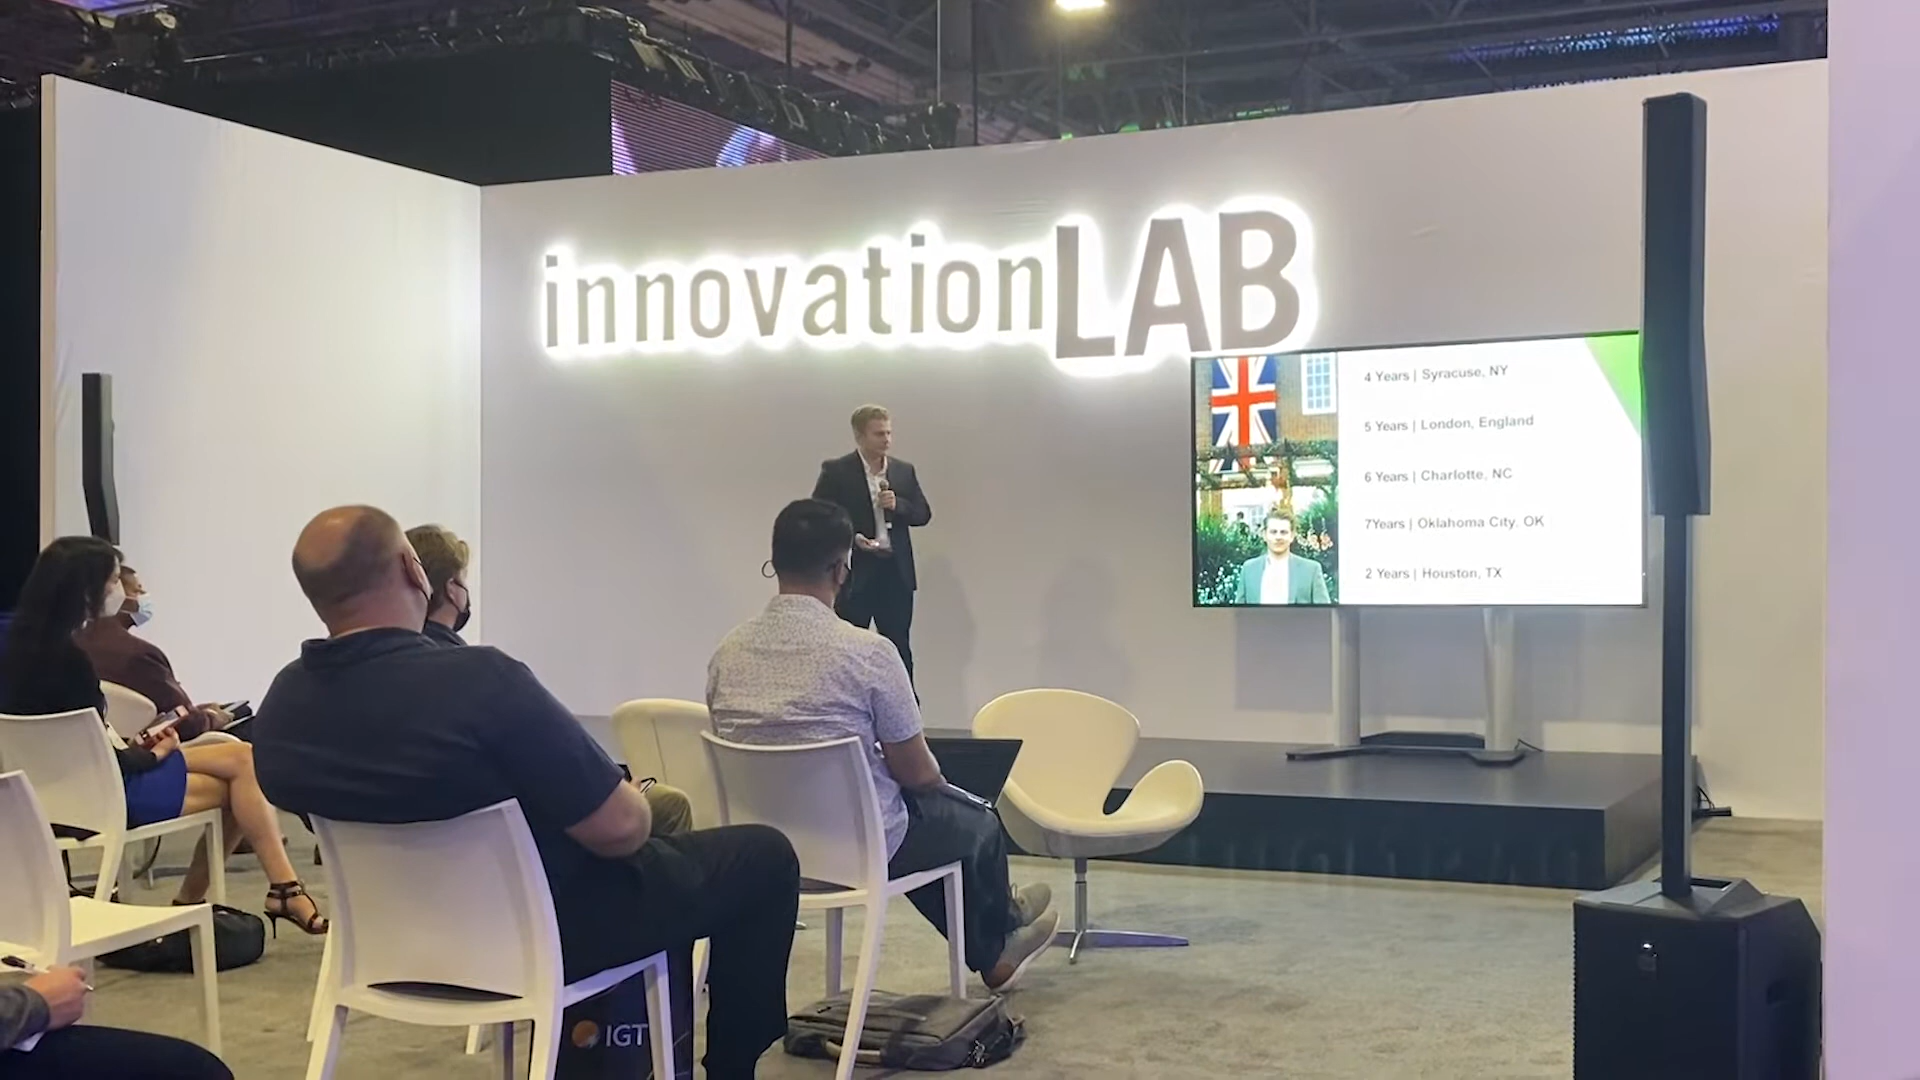 innovationLAB
4 Years | Syracuse, NY
5 Years | London, England
6 Years | Charlotte, NC
7Years | Oklahoma City. OK
2 Years | Houston, TX
IGT